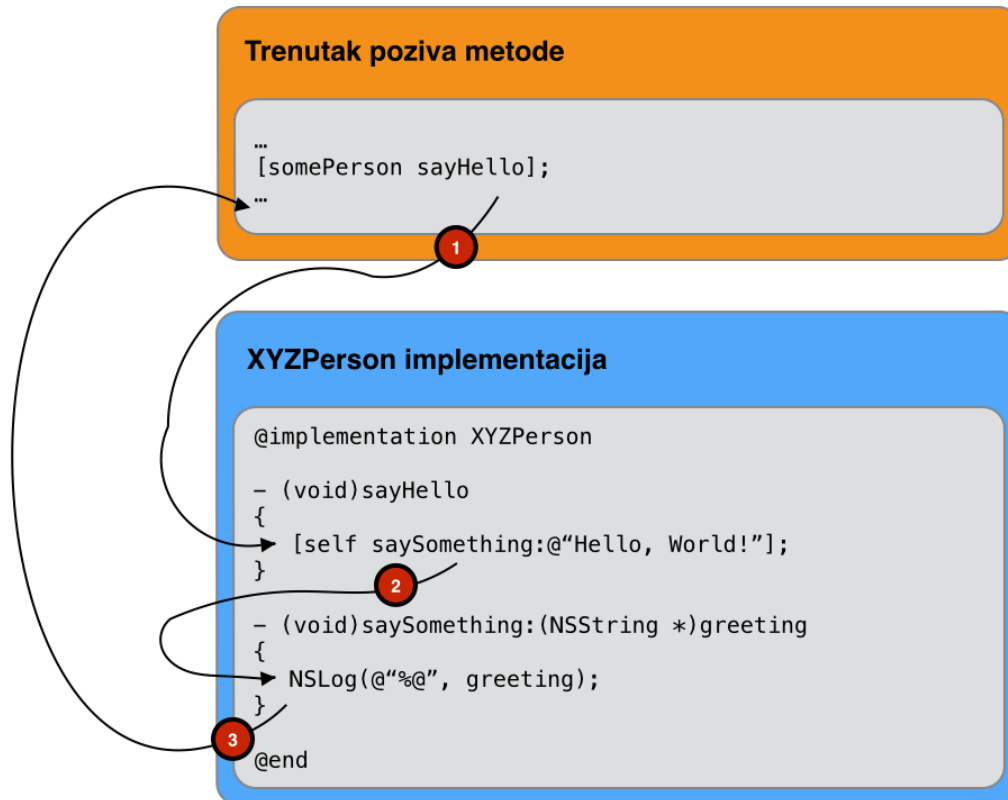 Trenutak poziva metode
…
[somePerson sayHello];
…
1
XYZPerson implementacija
@implementation XYZPerson
– (void)sayHello
{
[self saySomething:@“Hello, World!”];
}
2
– (void)saySomething:(NSString *)greeting
{
NSLog(@“%@”, greeting);
}
3
@end